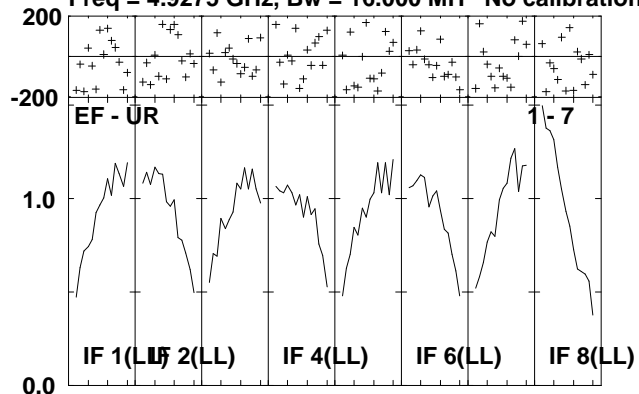 Freq = 4.9275 GHz, Bw = 16.000 MH No calibration
200
-200
EF - UR 1 - 7
1.0
IF 1(LL) IF 2(LL) IF 4(LL) IF 6(LL) IF 8(LL)
0.0